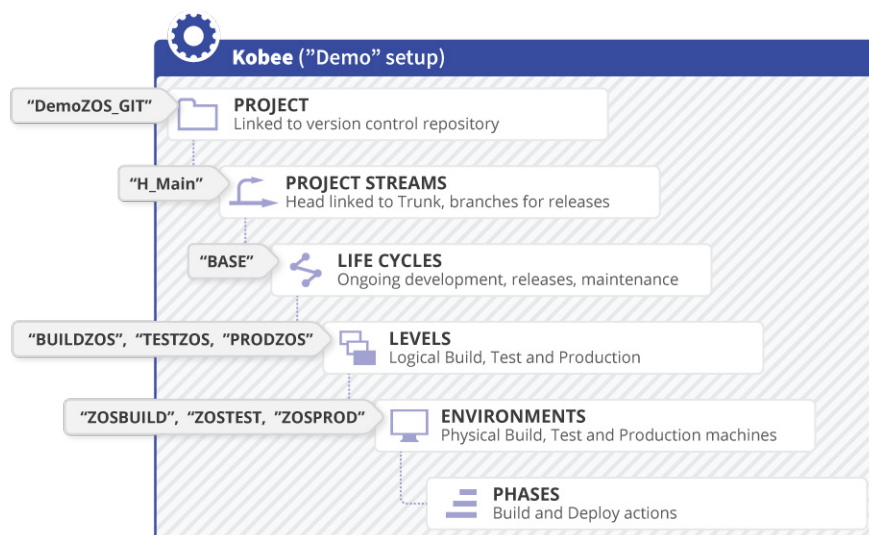 Kobee (”Demo” setup)
“DemoZOS_GIT”
PROJECT
Linked to version control repository
“H_Main”
PROJECT STREAMS
Head linked to Trunk, branches for releases
“BASE”
LIFE CYCLES
Ongoing development, releases, maintenance
“BUILDZOS”, “TESTZOS, “PRODZOS”
LEVELS
Logical Build, Test and Production
“ZOSBUILD”, “ZOSTEST, “ZOSPROD”
ENVIRONMENTS
Physical Build, Test and Production machines
PHASES
Build and Deploy actions